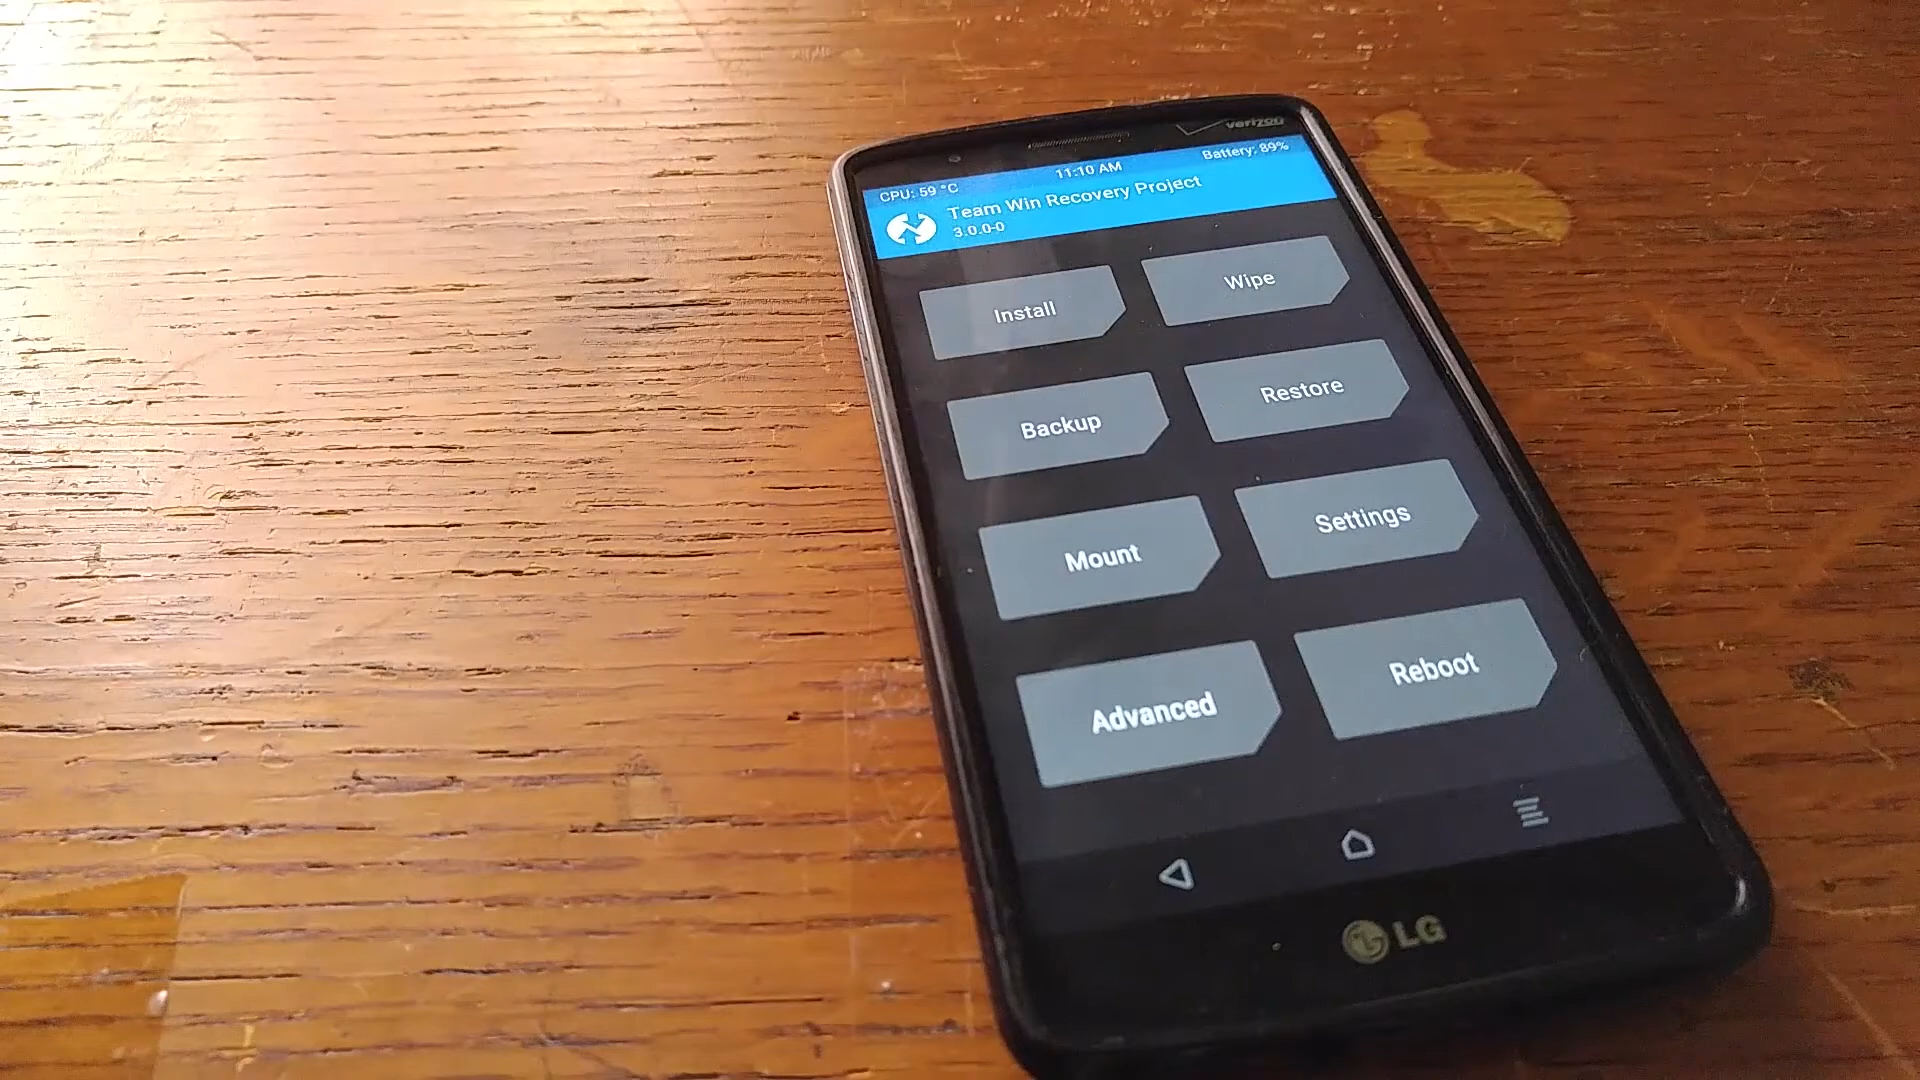 verizon
CPU: 59 °C
11:10 AM
Battery: 89%
Team Win Recovery Project
3.0.0-0
Install
Wipe
Backup
Restore
Mount
Settings
Advanced
Reboot
LG